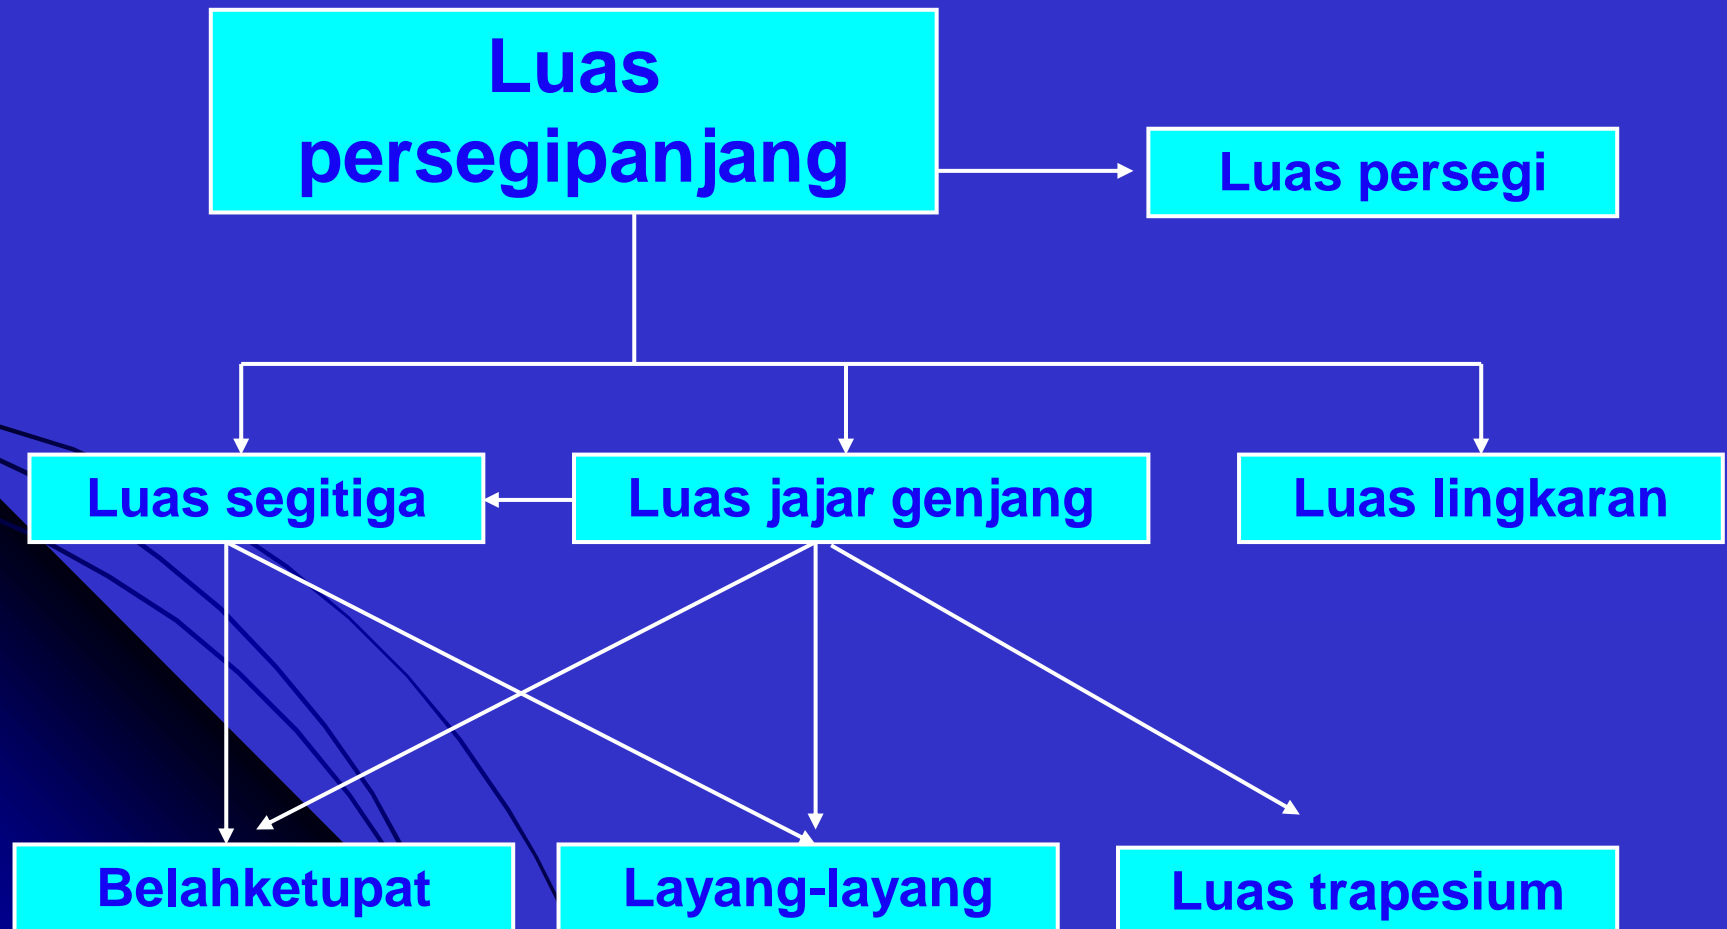 Luas
persegipanjang
Luas persegi
Luas segitiga
Luas jajar genjang
Luas lingkaran
Belahketupat
Layang-layang
Luas trapesium